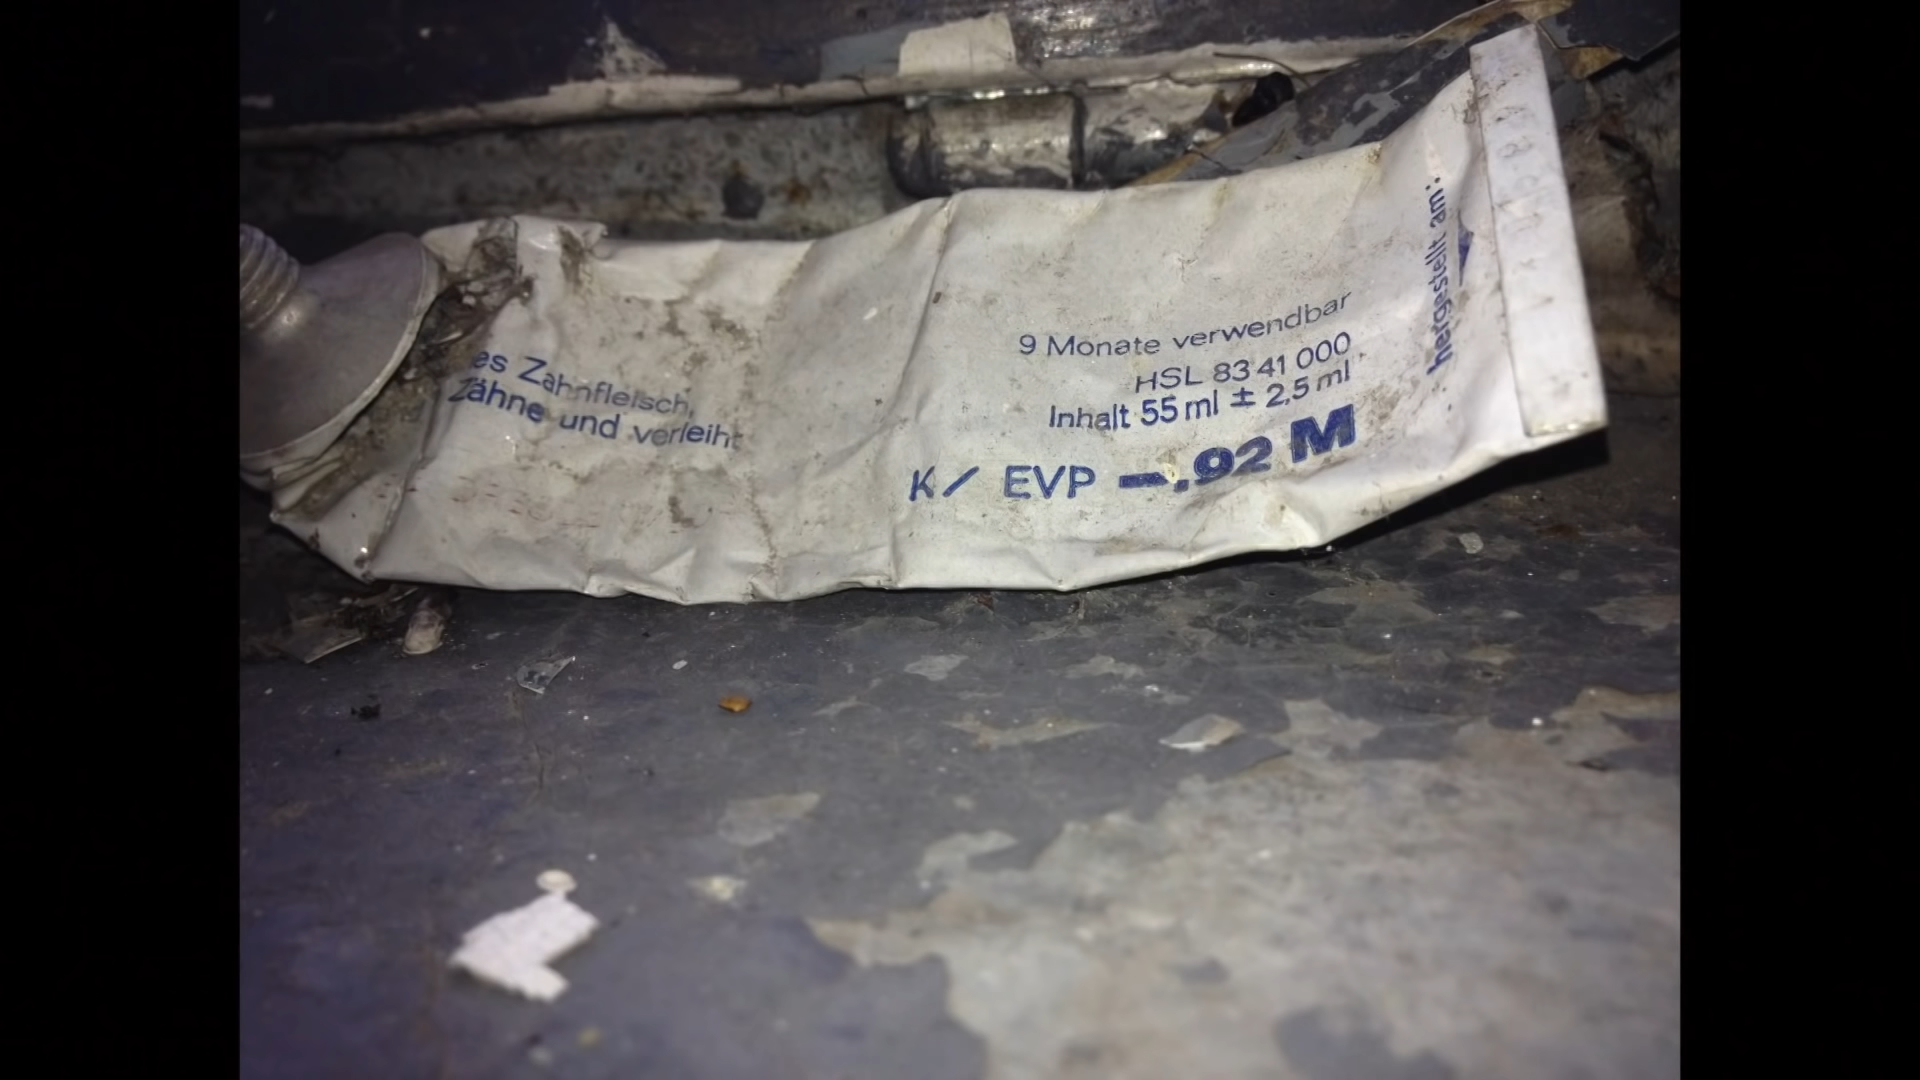 es Zahnfleisch,
Zähne und verleiht
9 Monate verwendbar
HSL 83 41 000
Inhalt 55 ml ± 2,5 ml
K/ EVP —.92 M
hergestellt am: